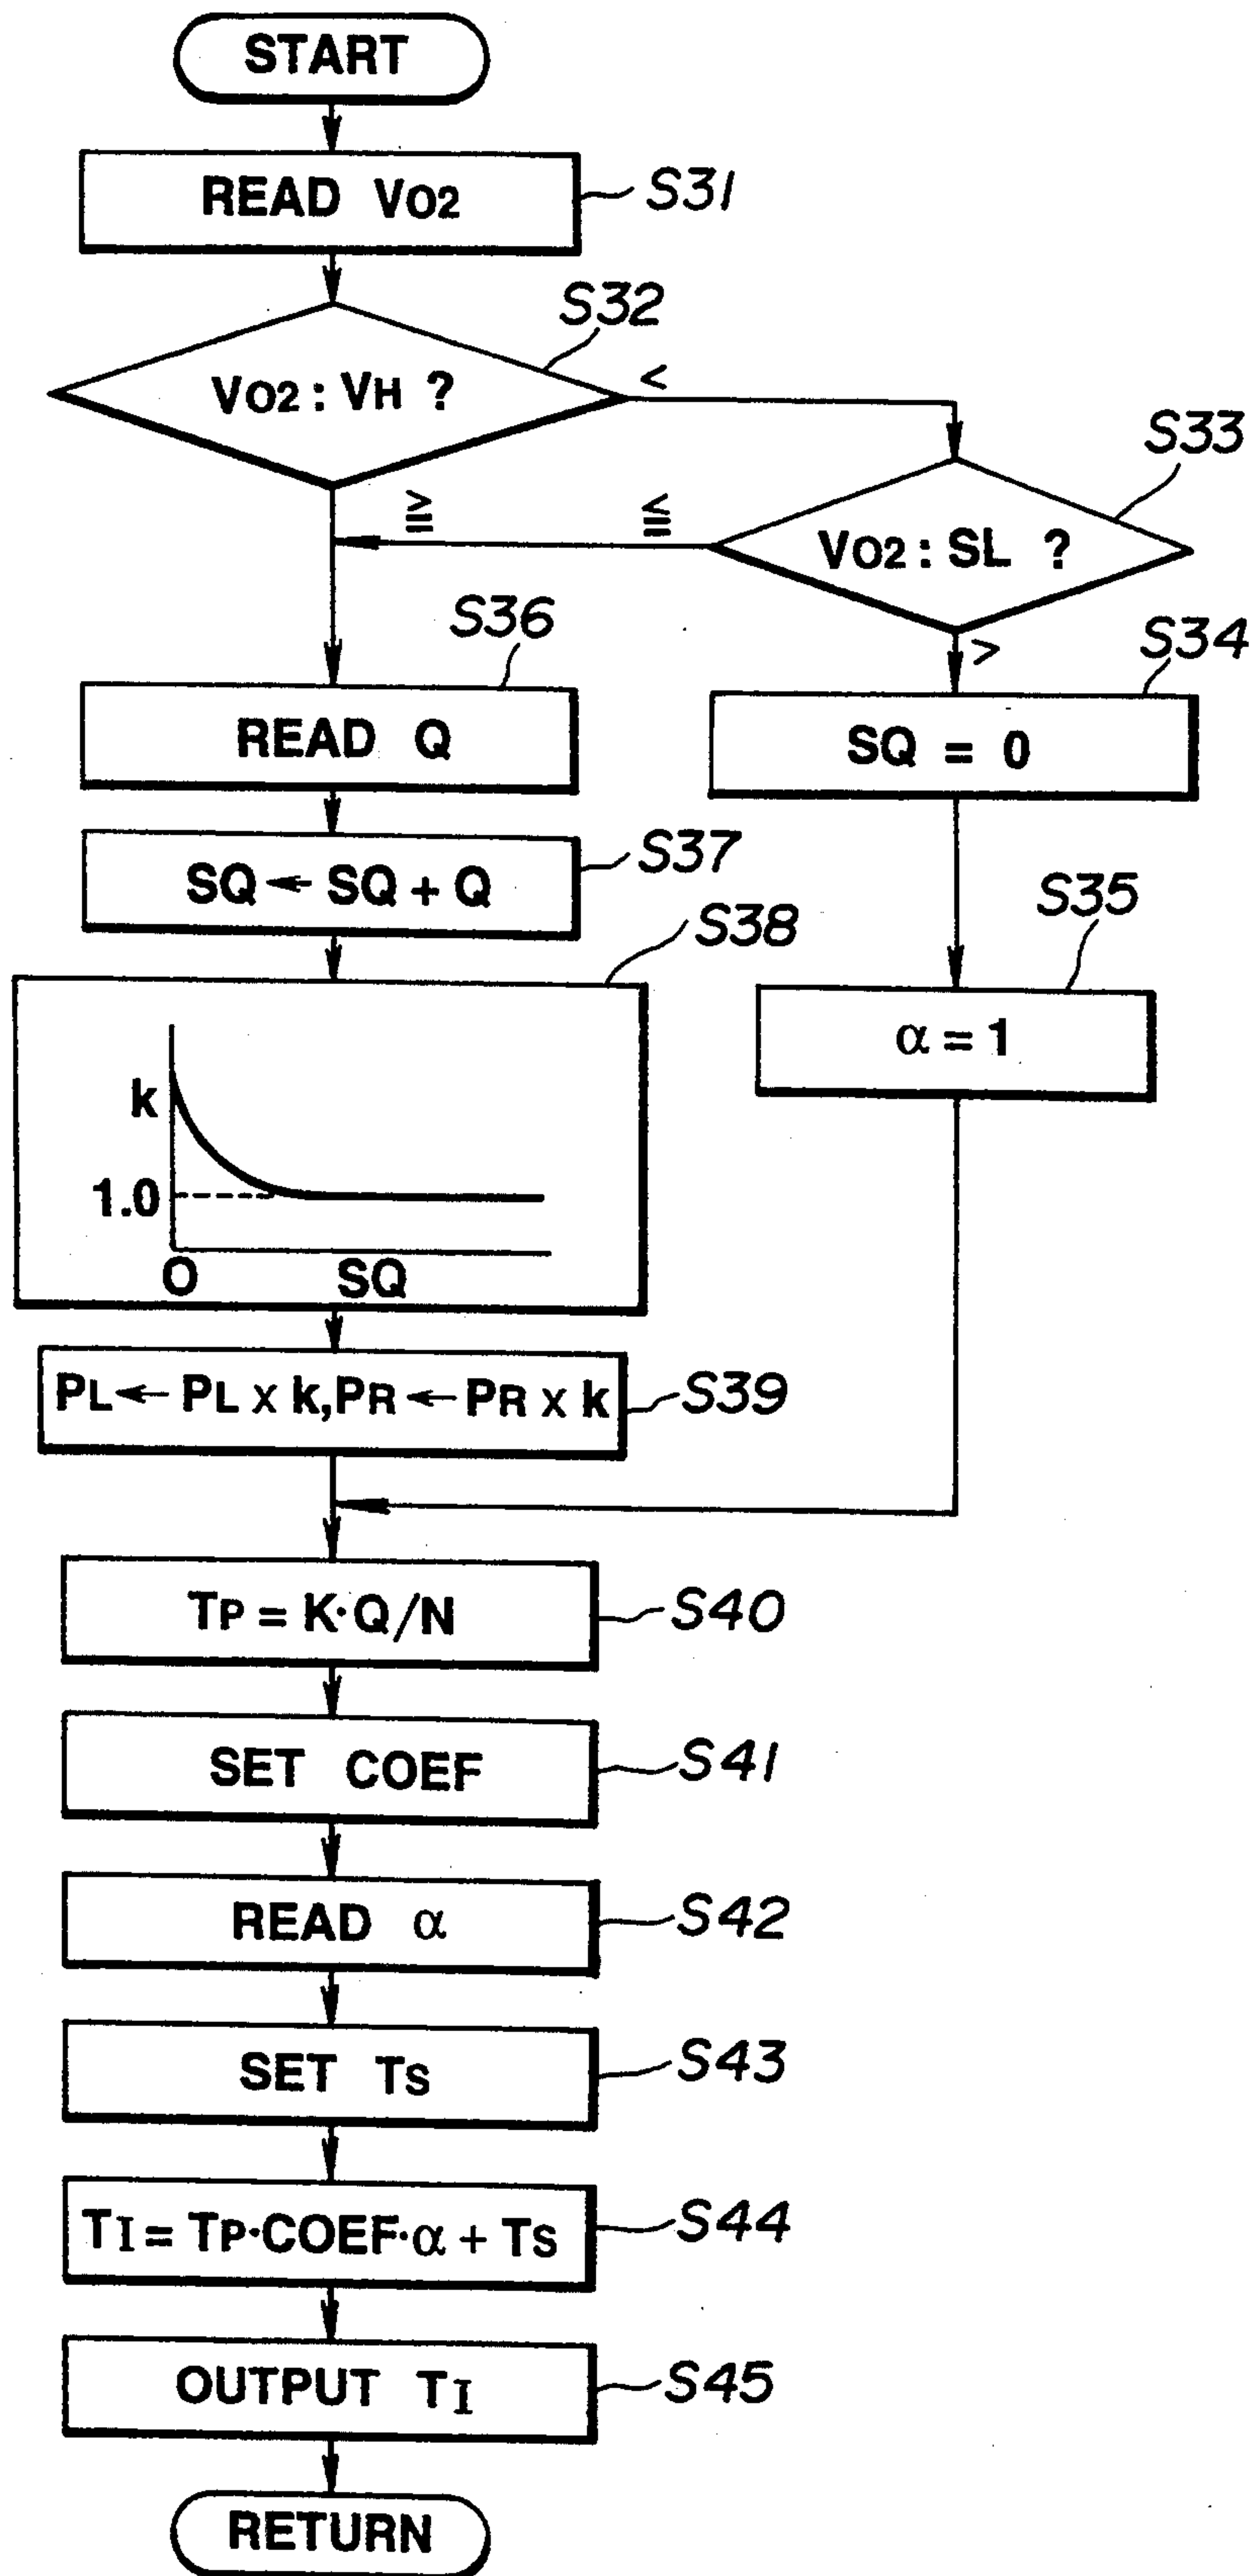 START
READ VO2
S31
S32
VO2 : VH ?
<
S33
≧
≦
VO2 : SL ?
>
S36
S34
READ Q
SQ = 0
SQ ← SQ + Q
S37
S38
S35
α = 1
k
1.0
O
SQ
PL ← PL x k, PR ← PR x k
S39
TP = K·Q/N
S40
SET COEF
S41
READ α
S42
SET TS
S43
TI = TP·COEF·α + TS
S44
OUTPUT TI
S45
RETURN